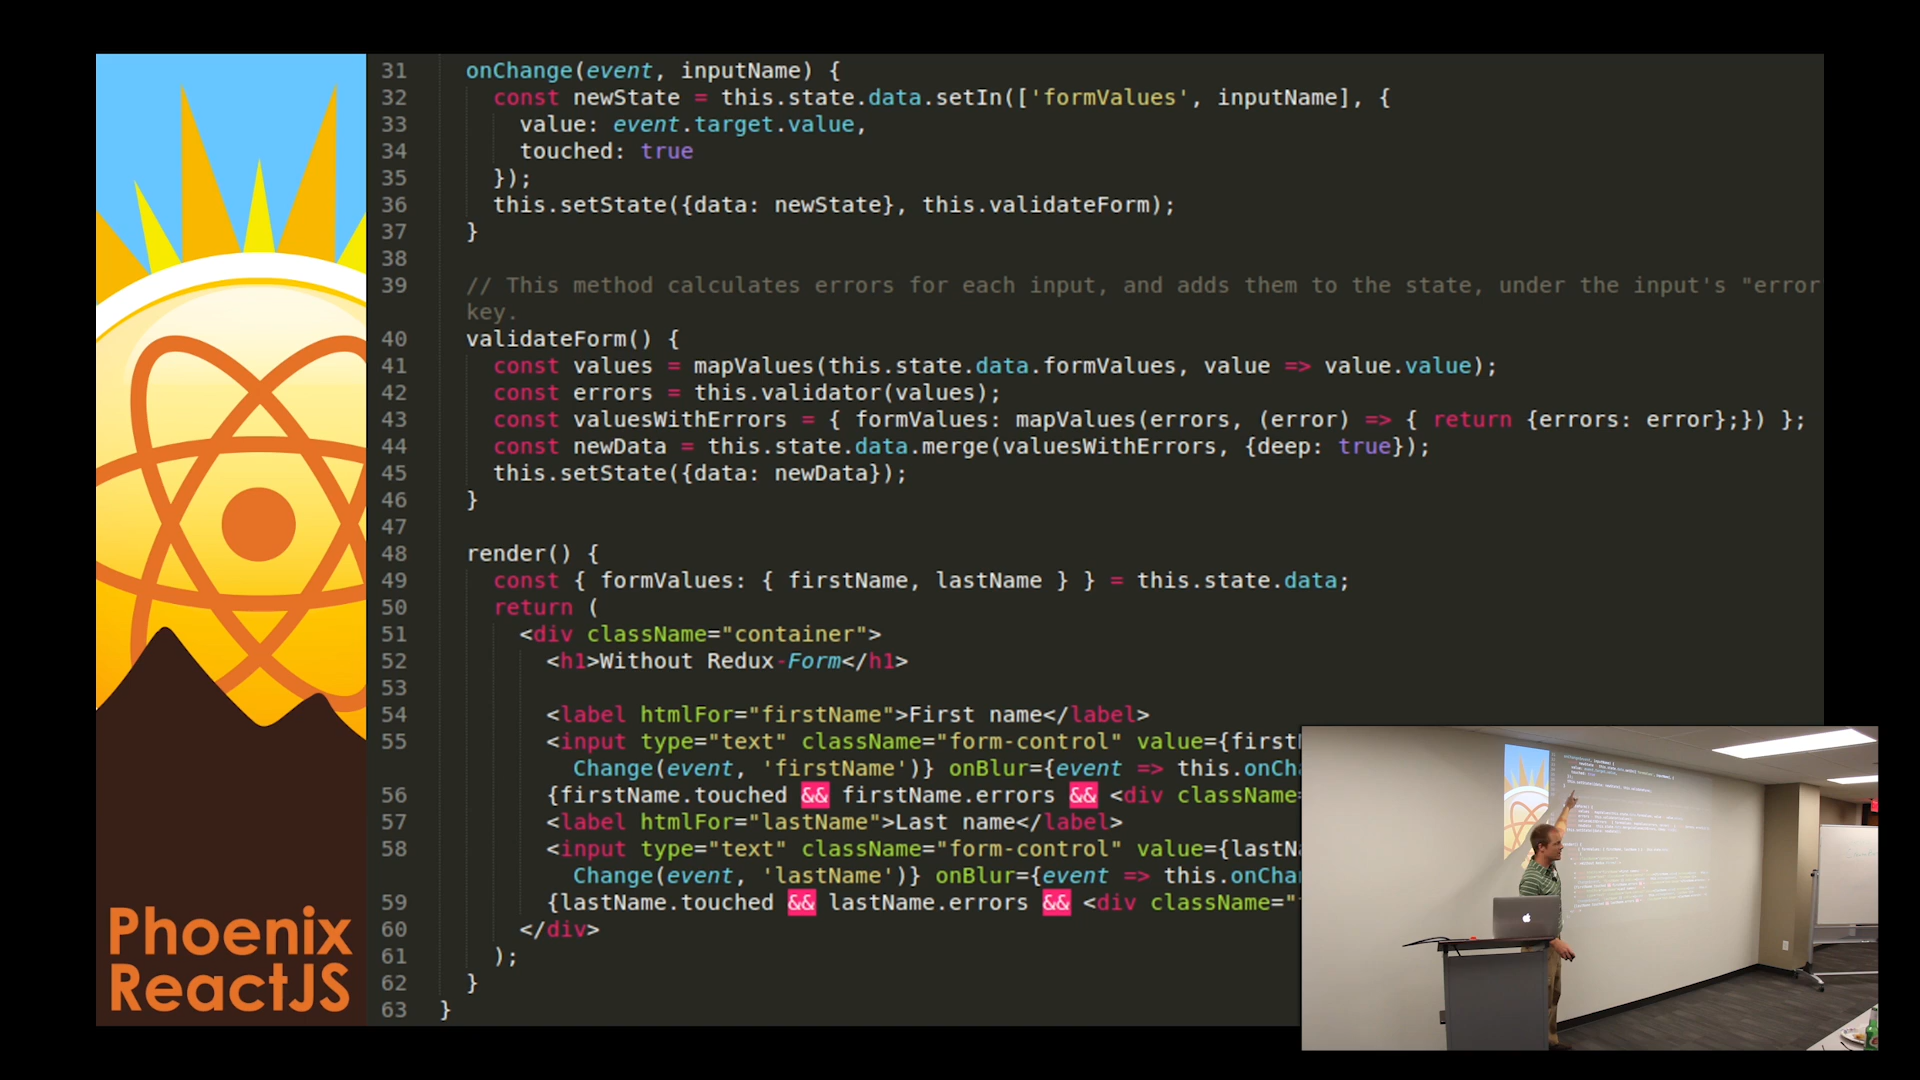 31 onChange(event, inputName) {
32 const newState = this.state.data.setIn(['formValues', inputName], {
33 value: event.target.value,
34 touched: true
35 });
36 this.setState({data: newState}, this.validateForm);
37 }
38
39 // This method calculates errors for each input, and adds them to the state, under the input's "error
key.
40 validateForm() {
41 const values = mapValues(this.state.data.formValues, value => value.value);
42 const errors = this.validator(values);
43 const valuesWithErrors = { formValues: mapValues(errors, (error) => { return {errors: error};}) };
44 const newData = this.state.data.merge(valuesWithErrors, {deep: true});
45 this.setState({data: newData});
46 }
47
48 render() {
49 const { formValues: { firstName, lastName } } = this.state.data;
50 return (
51 <div className="container">
52 <h1>Without Redux-Form</h1>
53
54 <label htmlFor="firstName">First name</label>
55 <input type="text" className="form-control" value={first
Change(event, 'firstName')} onBlur={event => this.onCha
56 {firstName.touched && firstName.errors && <div className=
57 <label htmlFor="lastName">Last name</label>
58 <input type="text" className="form-control" value={lastN
Change(event, 'lastName')} onBlur={event => this.onCha
59 {lastName.touched && lastName.errors && <div className="
60 </div>
61 );
62 }
63 }
Phoenix
ReactJS